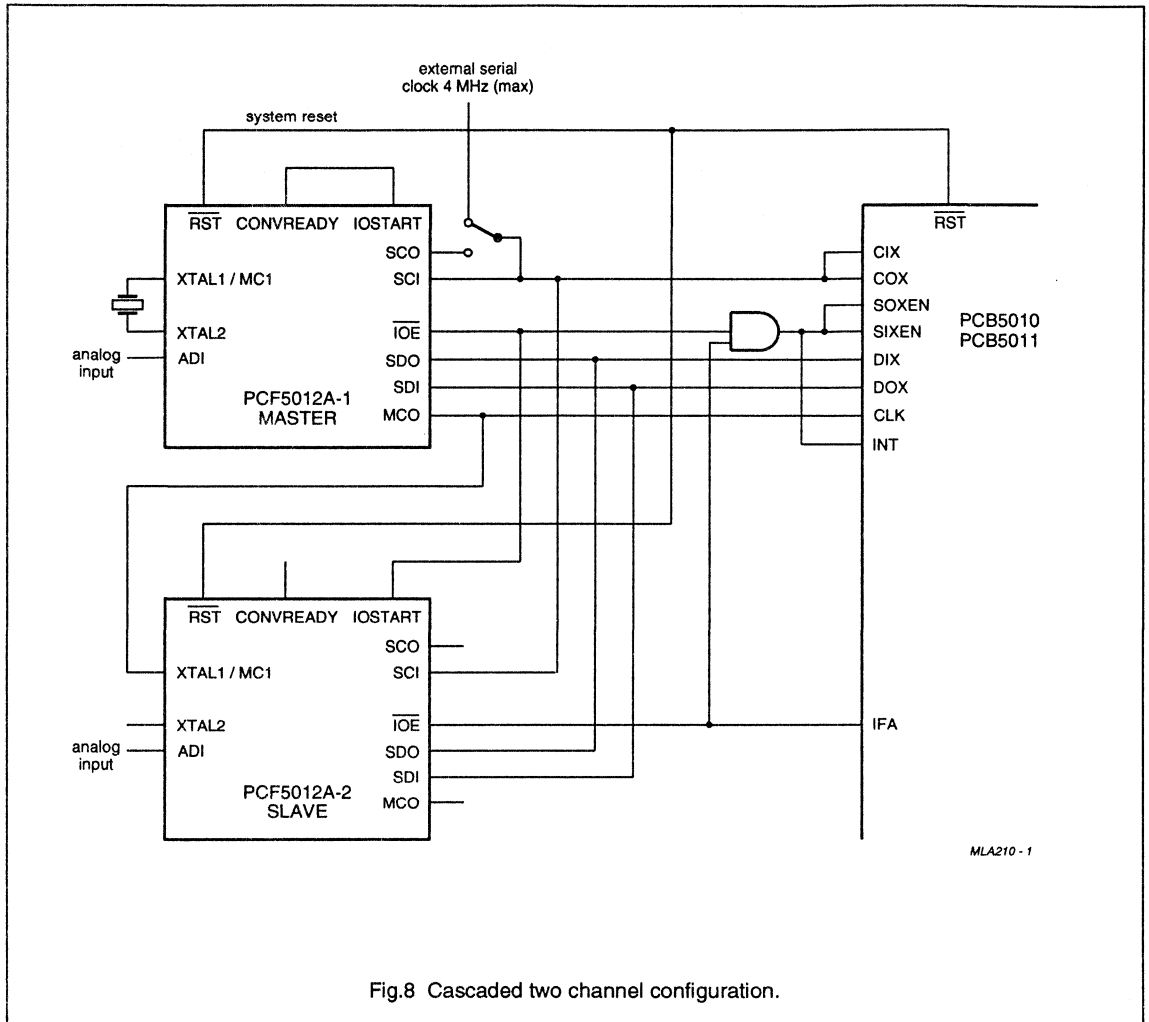 external serial
clock 4 MHz (max)
system reset
RST CONVREADY IOSTART
SCO
XTAL1 / MC1
SCI
XTAL2
IOE
analog
input
ADI
SDO
SDI
PCF5012A-1
MASTER
MCO
RST
CIX
COX
SOXEN
SIXEN
PCB5010
PCB5011
DIX
DOX
CLK
INT
RST CONVREADY IOSTART
SCO
XTAL1 / MC1
SCI
XTAL2
IOE
IFA
analog
input
ADI
SDO
SDI
PCF5012A-2
SLAVE
MCO
MLA210 - 1
Fig.8 Cascaded two channel configuration.